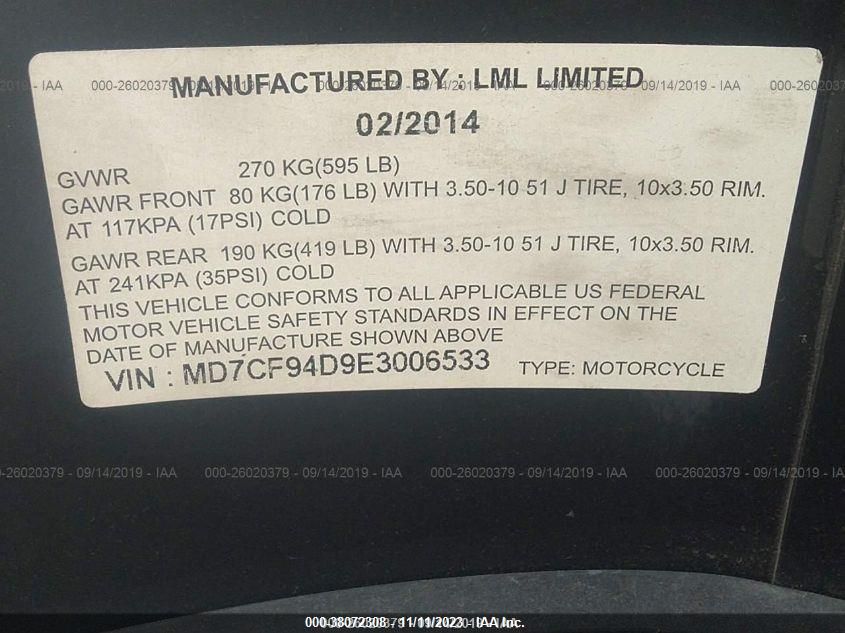 MANUFACTURED BY : LML LIMITED
000-26020379 - 09/14/2019 - IAA
02/2014
GVWR 270 KG(595 LB)
GAWR FRONT 80 KG(176 LB) WITH 3.50-10 51 J TIRE, 10x3.50 RIM.
AT 117KPA (17PSI) COLD
GAWR REAR 190 KG(419 LB) WITH 3.50-10 51 J TIRE, 10x3.50 RIM.
AT 241KPA (35PSI) COLD
THIS VEHICLE CONFORMS TO ALL APPLICABLE US FEDERAL
MOTOR VEHICLE SAFETY STANDARDS IN EFFECT ON THE
DATE OF MANUFACTURE SHOWN ABOVE
VIN : MD7CF94D9E3006533 TYPE: MOTORCYCLE
-26020379 - 09/14/2019 - IAA 000-26020379 - 09/14/2019 - IAA 000-26020379 - 09/14/2019 - IAA 000-26020379 - 09/14/2019 - IAA
000-38072308 - 11/11/2023 - IAA Inc.